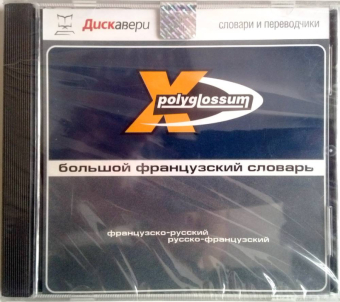 Дискавери
словари и переводчики
X
polyglossum
большой французский словарь
французско-русский
русско-французский